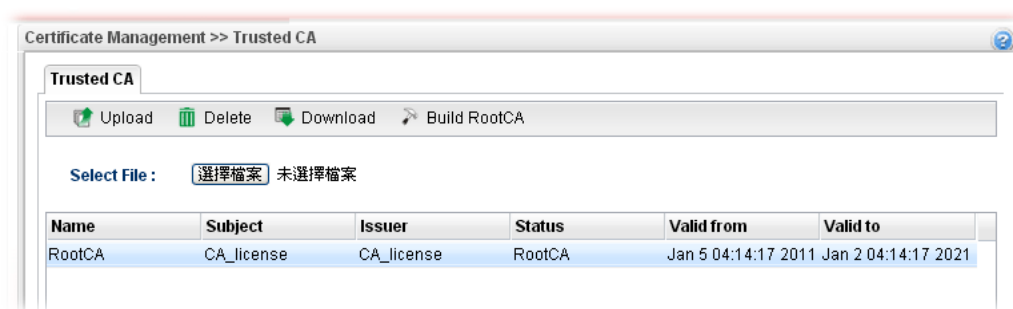 Certificate Management >> Trusted CA
Trusted CA
Upload Delete Download Build RootCA
Select File : 選擇檔案 未選擇檔案
Name Subject Issuer Status Valid from Valid to
RootCA CA_license CA_license RootCA Jan 5 04:14:17 2011 Jan 2 04:14:17 2021